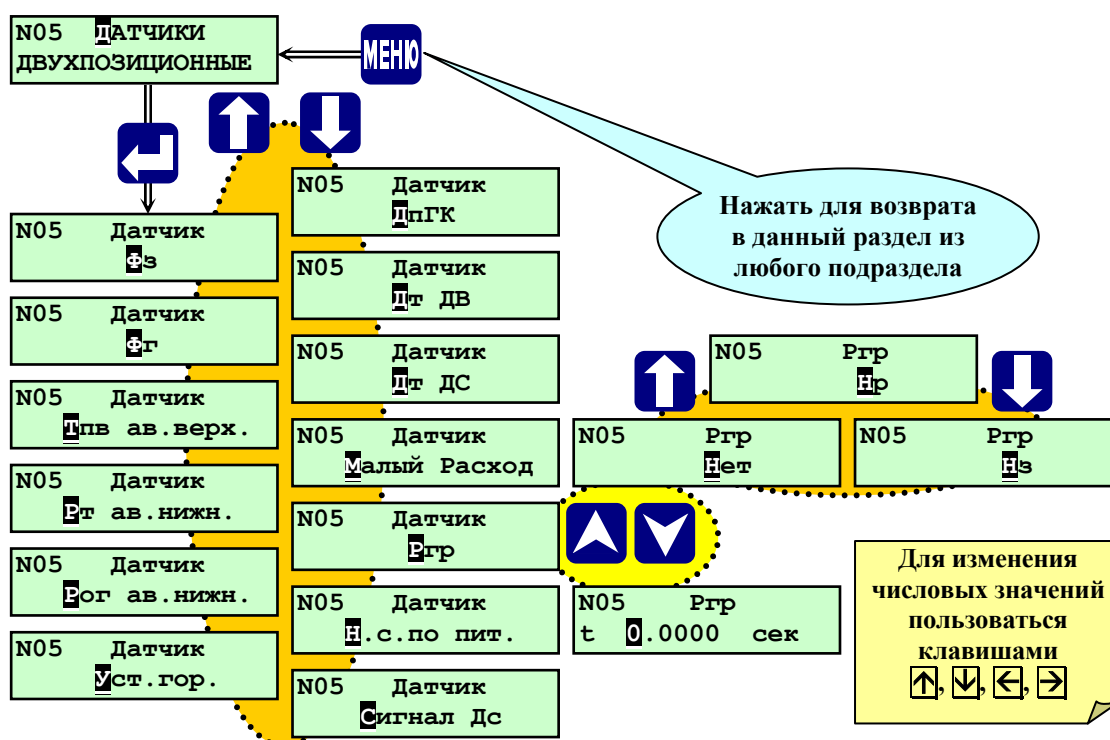 N05 ДАТЧИКИ
ДВУХПОЗИЦИОННЫЕ
МЕНЮ
Нажать для возврата
в данный раздел из
любого подраздела
N05 Датчик
Фз
N05 Датчик
Фг
N05 Датчик
Тпв ав.верх.
N05 Датчик
Рт ав.нижн.
N05 Датчик
Рог ав.нижн.
N05 Датчик
Уст.гор.
N05 Датчик
ДпГК
N05 Датчик
Дт ДВ
N05 Датчик
Дт ДС
N05 Датчик
Малый Расход
N05 Датчик
Ргр
N05 Датчик
Н.с.по пит.
N05 Датчик
Сигнал Дс
N05 Ргр
Нр
N05 Ргр
Нет
N05 Ргр
Нз
N05 Ргр
t 0.0000 сек
Для изменения
числовых значений
пользоваться
клавишами
↑, ↓, ←, →